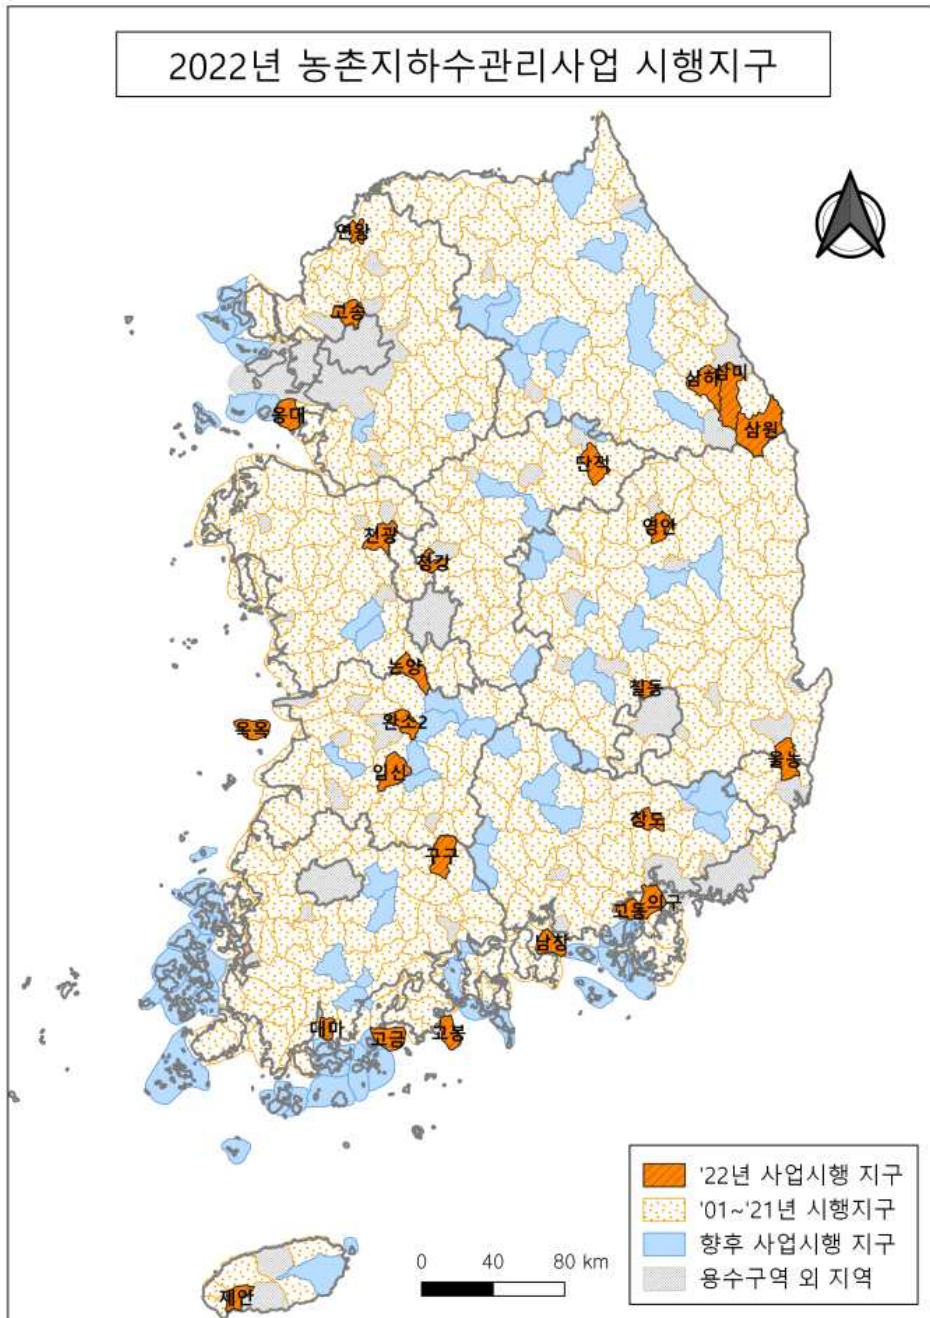 2022년 농촌지하수관리사업 시행지구
연왕
고송
삼하
삼미
옹대
삼원
단적
영안
천광
청강
논양
칠동
옥옥
완소2
울농
임신
창도
구구
고동
의구
남창
대마
고금
고봉
제안
0 40 80 km
'22년 사업시행 지구
'01~'21년 시행지구
향후 사업시행 지구
용수구역 외 지역